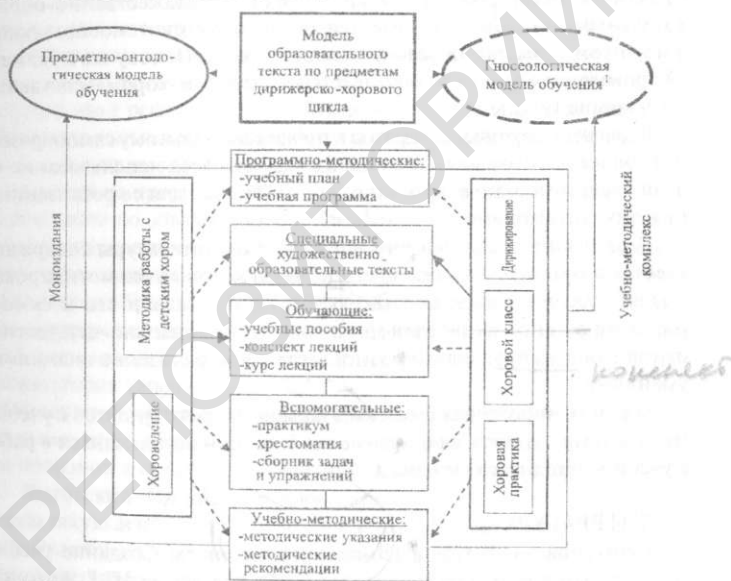 Модель
образовательного
текста по предметам
дирижерско-хорового
цикла
Предметно-онтоло-
гическая модель
обучения
Гносеологическая
модель обучения
Программно-методические:
-учебный план
-учебная программа
Специальные
художественно_
образовательные тексты
Обучающие:
-учебные пособия
-конспект лекций
-курс лекций
Вспомогательные:
-практикум
-хрестоматия
-сборник задач
и упражнений
Учебно-методические:
-методические указания
-методические
рекомендации
Моноиздания
Методика работы с
детским хором
Хороведение
Дирижирование
Хоровой класс
Хоровая
практика
Учебно-методический
комплекс
конспект
РЕПОЗИТОРИЙ